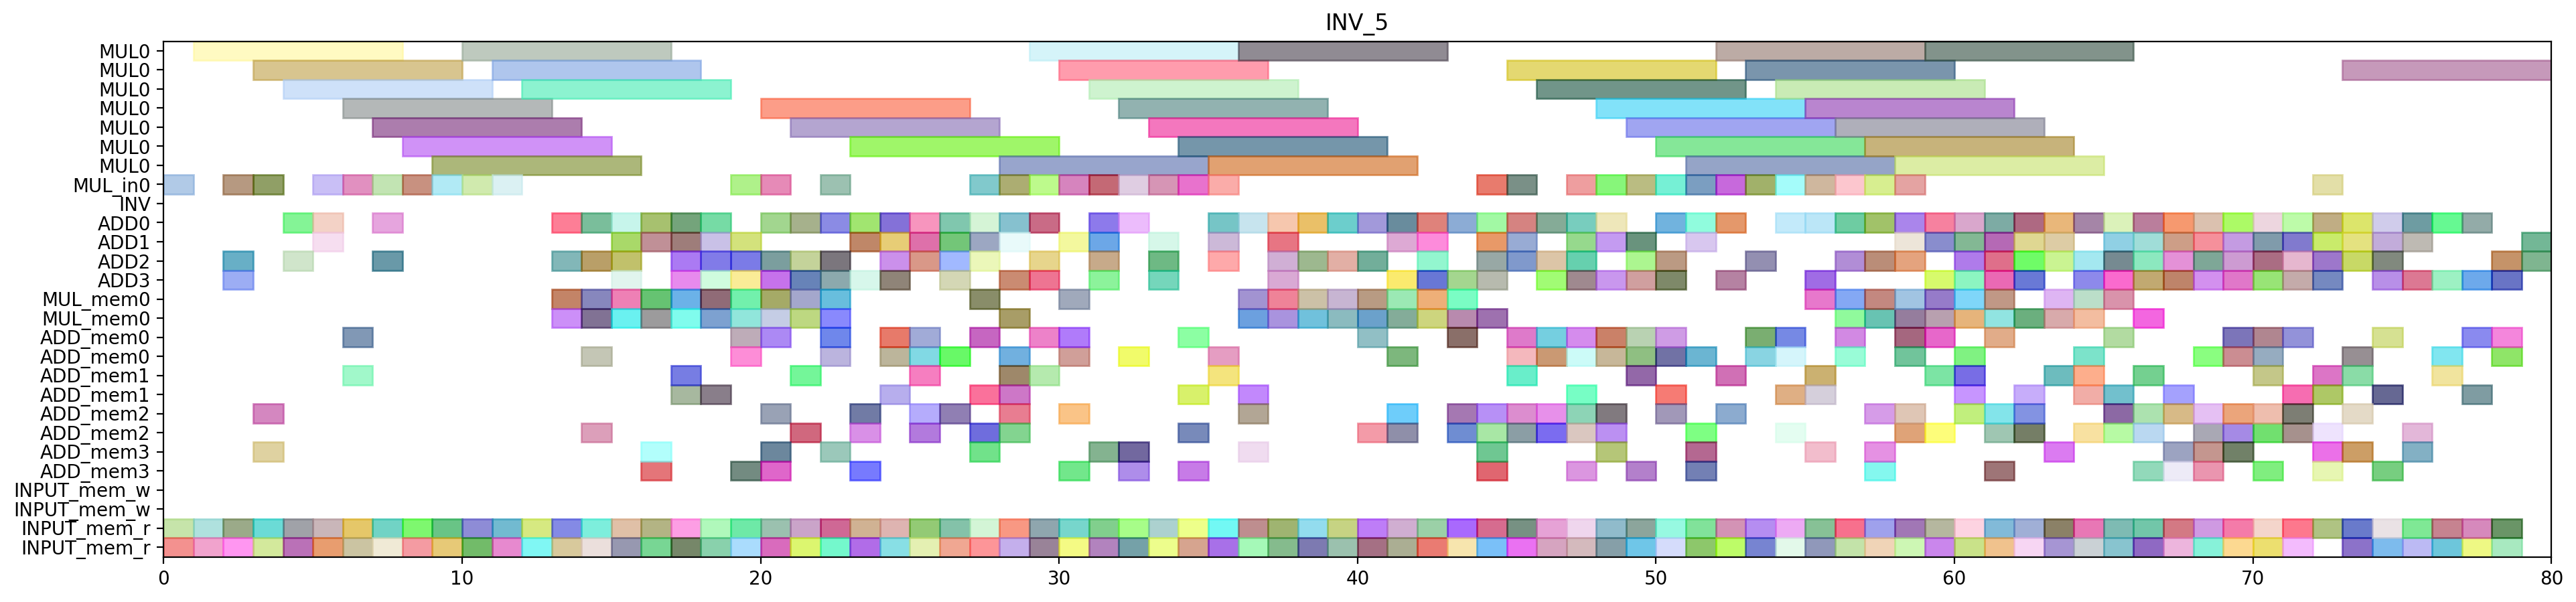 INV_5
MUL0
MUL0
MUL0
MUL0
MUL0
MUL0
MUL0
MUL_in0
INV
ADD0
ADD1
ADD2
ADD3
MUL_mem0
MUL_mem0
ADD_mem0
ADD_mem0
ADD_mem1
ADD_mem1
ADD_mem2
ADD_mem2
ADD_mem3
ADD_mem3
INPUT_mem_w
INPUT_mem_w
INPUT_mem_r
INPUT_mem_r
0 10 20 30 40 50 60 70 80